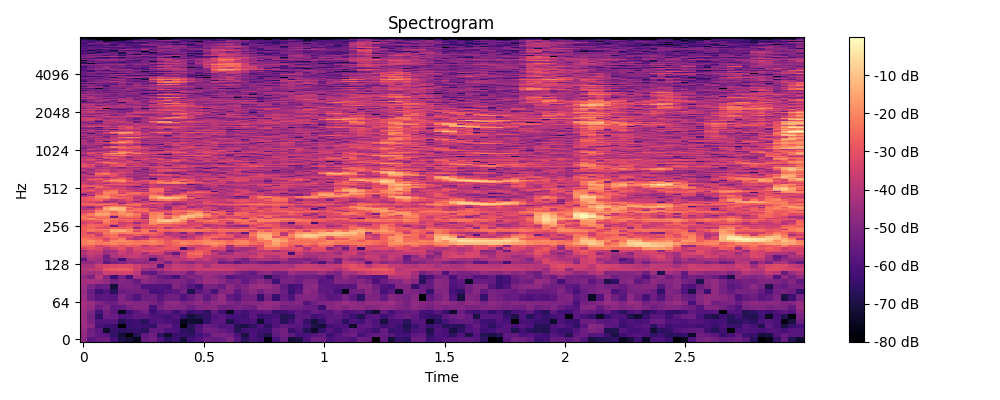 Spectrogram
4096
2048
1024
512
256
128
64
0
Hz
0
0.5
1
1.5
2
2.5
Time
-10 dB
-20 dB
-30 dB
-40 dB
-50 dB
-60 dB
-70 dB
-80 dB